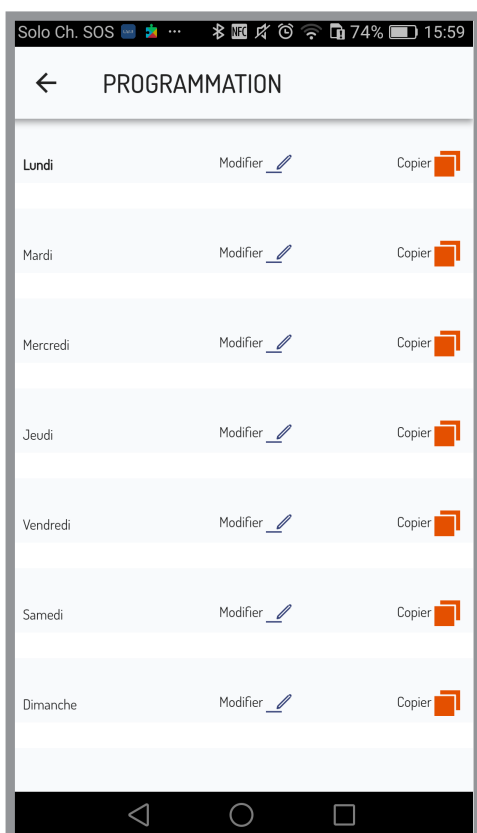 Solo Ch. SOS ... NFC 74% 15:59
PROGRAMMATION
Lundi Modifier Copier
Mardi Modifier Copier
Mercredi Modifier Copier
Jeudi Modifier Copier
Vendredi Modifier Copier
Samedi Modifier Copier
Dimanche Modifier Copier